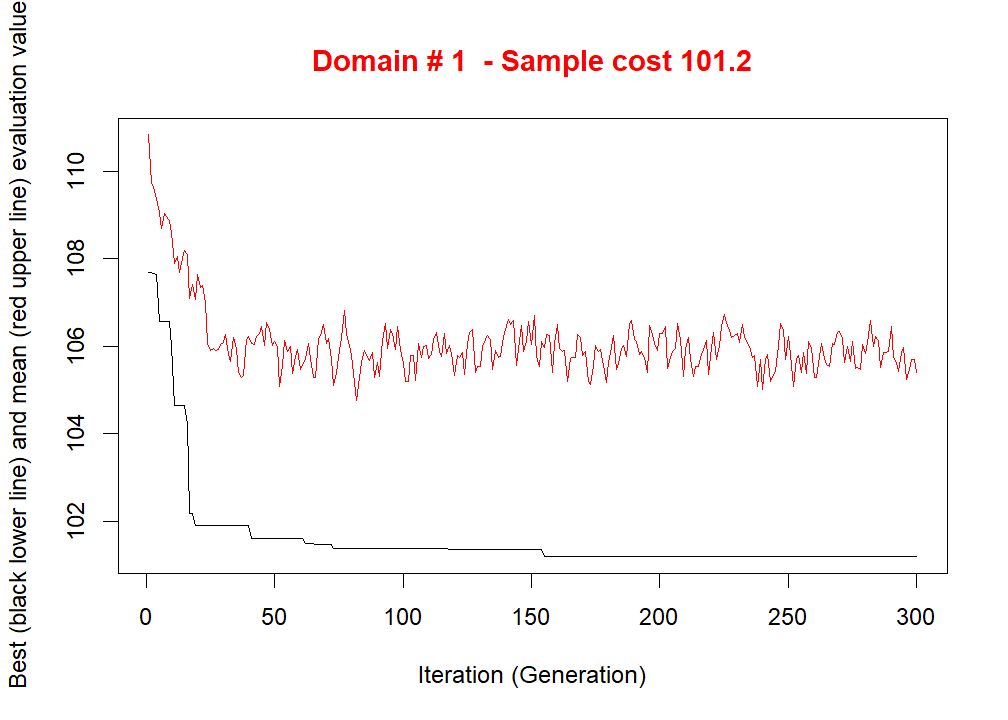 Domain # 1  - Sample cost 101.2
Best (black lower line) and mean (red upper line) evaluation value
110
108
106
104
102
0 50 100 150 200 250 300
Iteration (Generation)